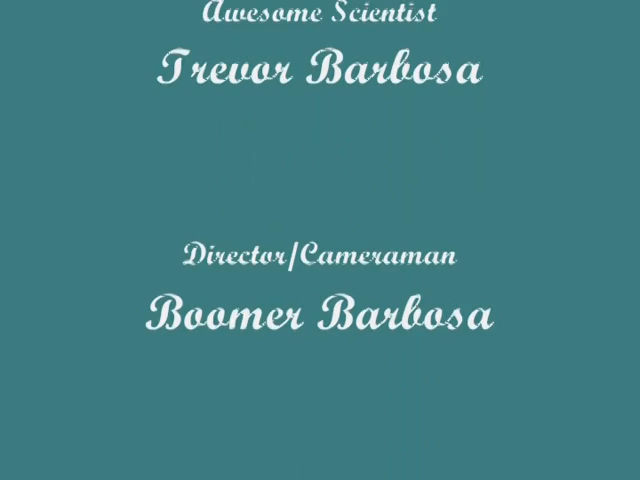 Awesome Scientist
Trevor Barbosa
Director/Cameraman
Boomer Barbosa